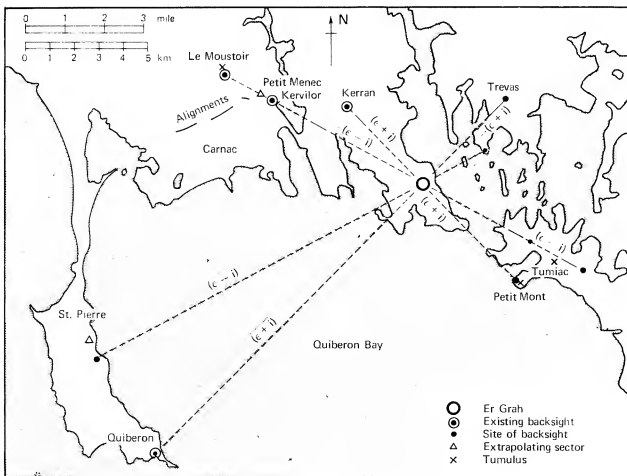 0 1 2 3 mile
0 1 2 3 4 5 km
N
Le Moustoir
Petit Menec
Kervilor
Kerran
Trevas
Alignments
Carnac
(ϵ − i)
(ϵ + i)
(ϵ + i)
(ϵ + i)
(ϵ − i)
Tumiac
Petit Mont
(ϵ − i)
(ϵ + i)
St. Pierre
Quiberon Bay
Quiberon
Er Grah
Existing backsight
Site of backsight
Extrapolating sector
Tumulus